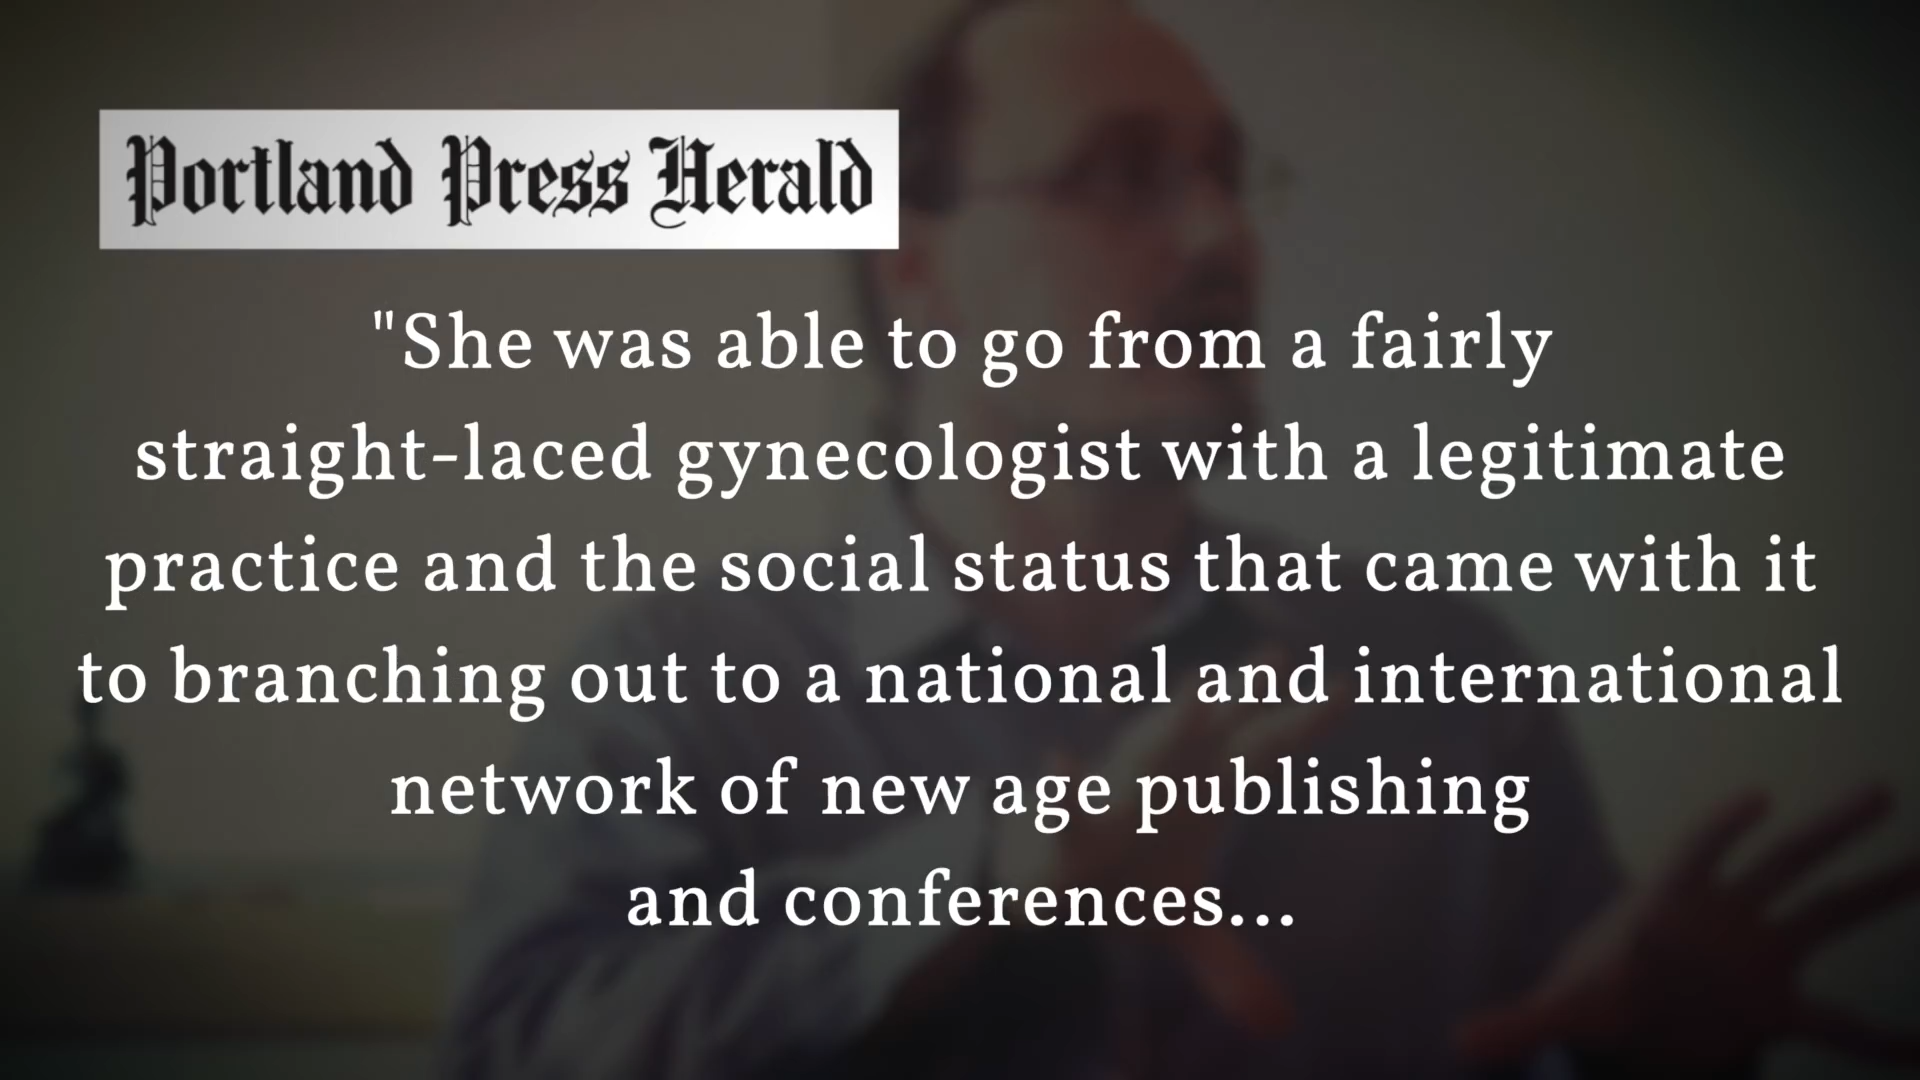 Portland Press Herald
"She was able to go from a fairly
straight-laced gynecologist with a legitimate
practice and the social status that came with it
to branching out to a national and international
network of new age publishing
and conferences...